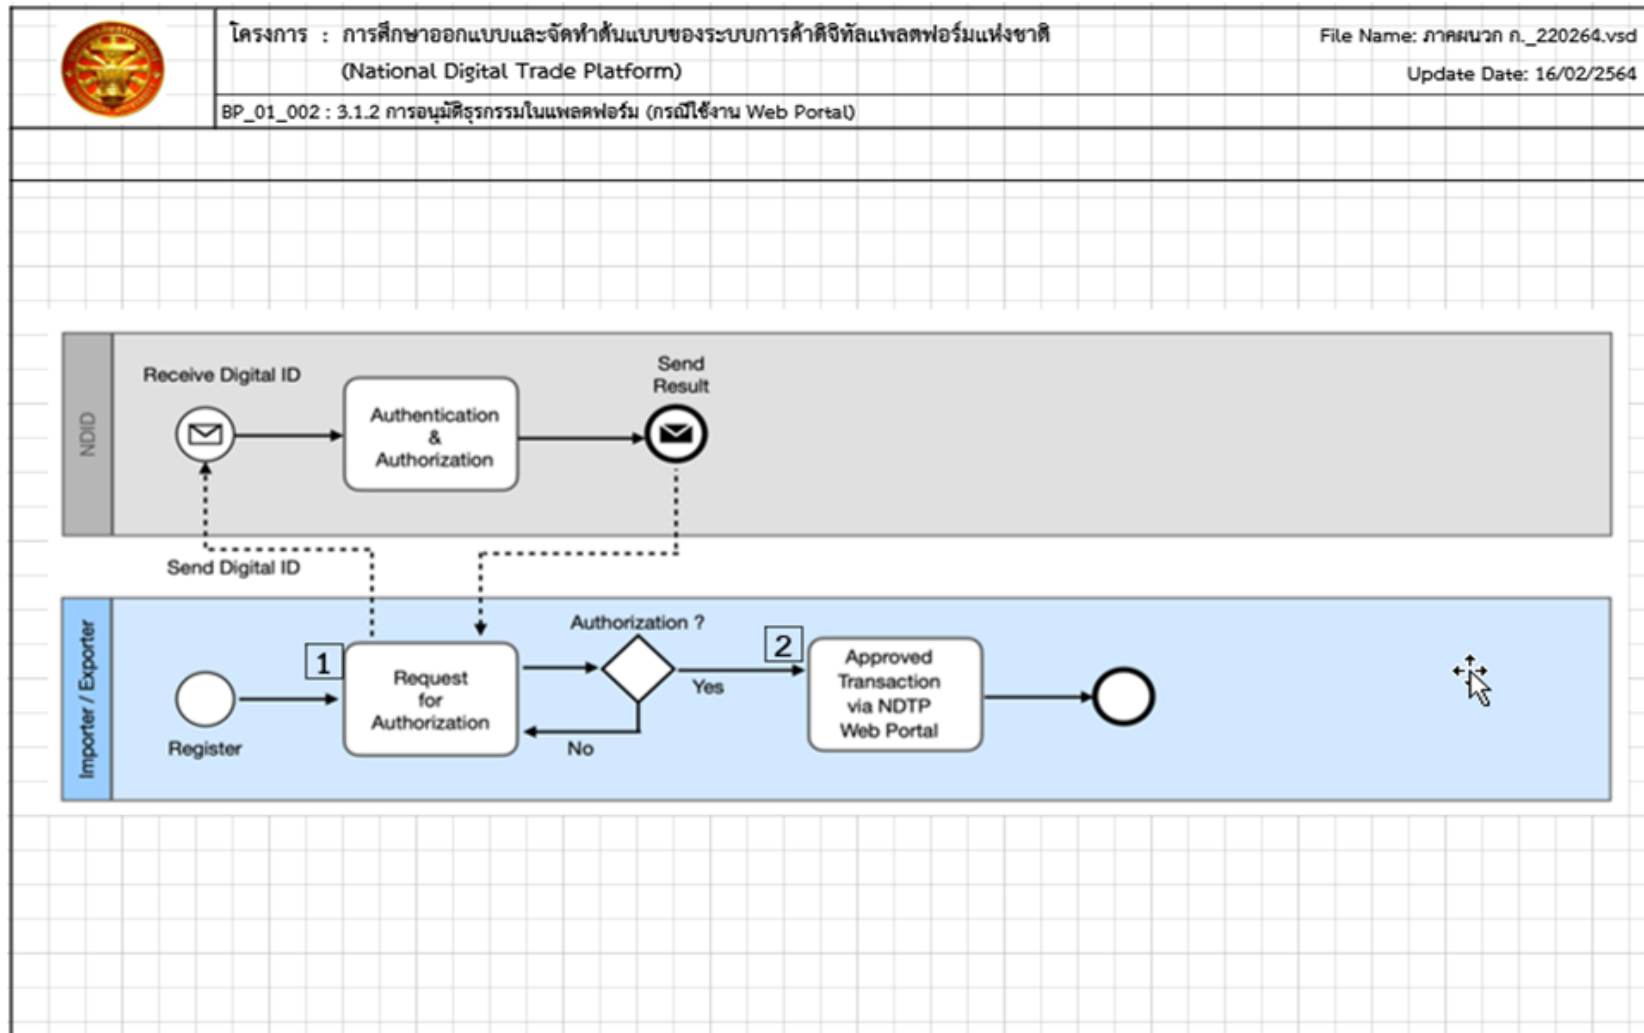 โครงการ : การศึกษาออกแบบและจัดทำต้นแบบของระบบการค้าดิจิทัลแพลตฟอร์มแห่งชาติ
(National Digital Trade Platform)
File Name: ภาคผนวก ก._220264.vsd
Update Date: 16/02/2564
BP_01_002 : 3.1.2 การอนุมัติธุรกรรมในแพลตฟอร์ม (กรณีใช้งาน Web Portal)
NDID
Receive Digital ID
Authentication
&
Authorization
Send
Result
Send Digital ID
Importer / Exporter
Register
1
Request
for
Authorization
Authorization ?
Yes
No
2
Approved
Transaction
via NDTP
Web Portal